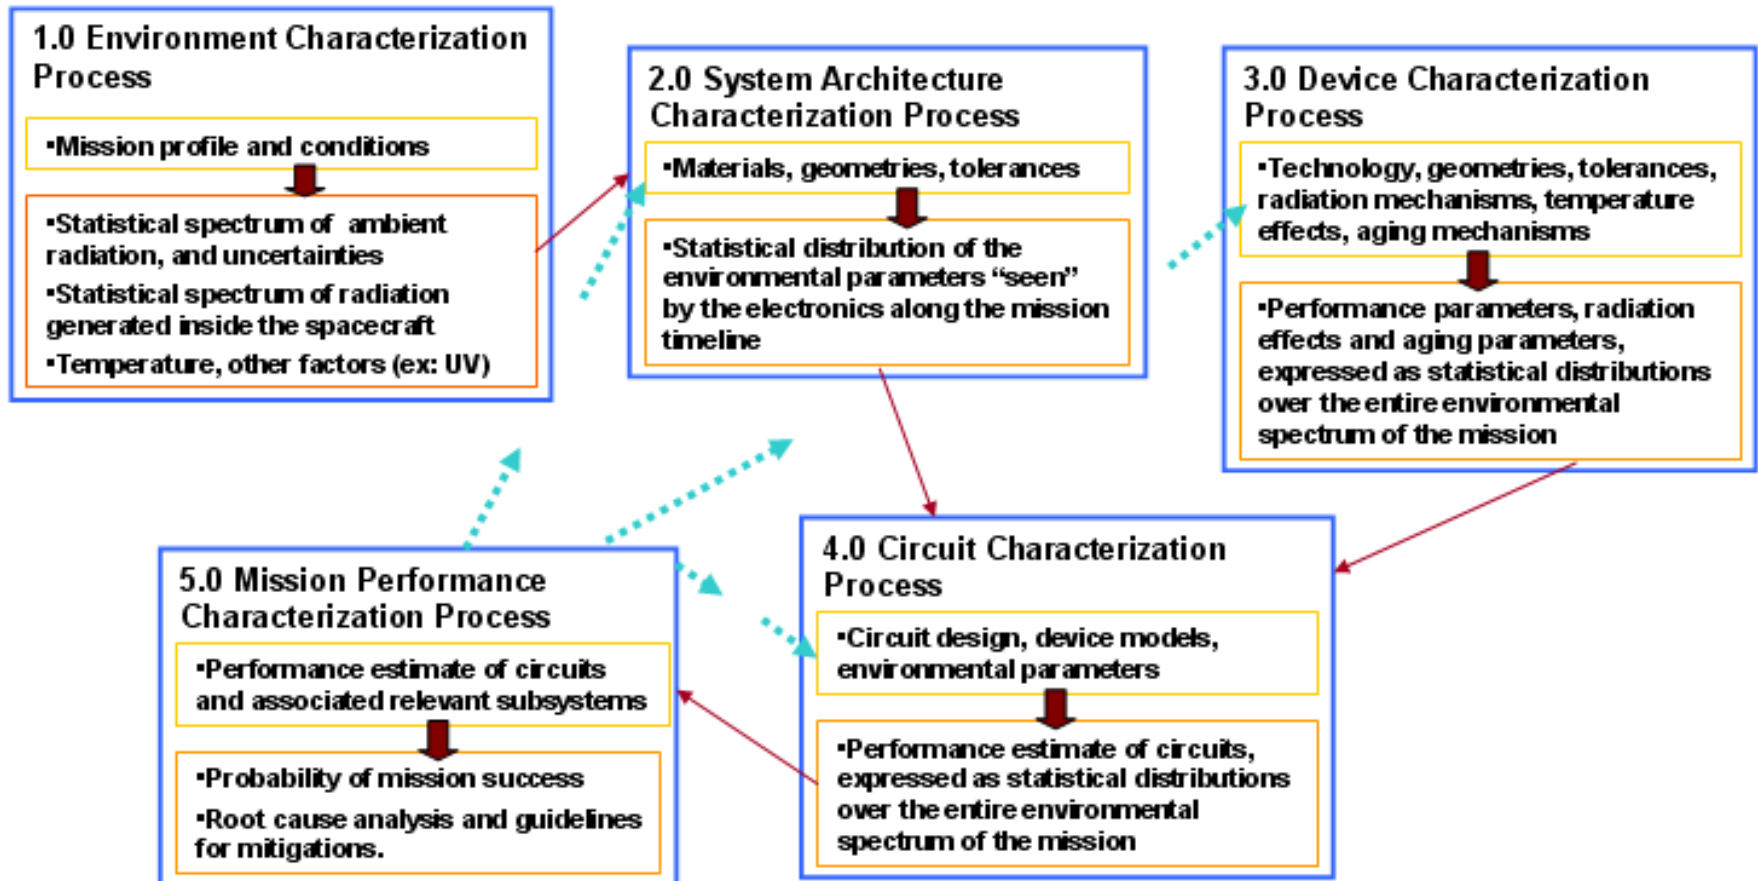 1.0 Environment Characterization
Process
▪Mission profile and conditions
▪Statistical spectrum of ambient
radiation, and uncertainties
▪Statistical spectrum of radiation
generated inside the spacecraft
▪Temperature, other factors (ex: UV)
2.0 System Architecture
Characterization Process
▪Materials, geometries, tolerances
▪Statistical distribution of the
environmental parameters “seen”
by the electronics along the mission
timeline
3.0 Device Characterization
Process
▪Technology, geometries, tolerances,
radiation mechanisms, temperature
effects, aging mechanisms
▪Performance parameters, radiation
effects and aging parameters,
expressed as statistical distributions
over the entire environmental
spectrum of the mission
4.0 Circuit Characterization
Process
▪Circuit design, device models,
environmental parameters
▪Performance estimate of circuits,
expressed as statistical distributions
over the entire environmental
spectrum of the mission
5.0 Mission Performance
Characterization Process
▪Performance estimate of circuits
and associated relevant subsystems
▪Probability of mission success
▪Root cause analysis and guidelines
for mitigations.